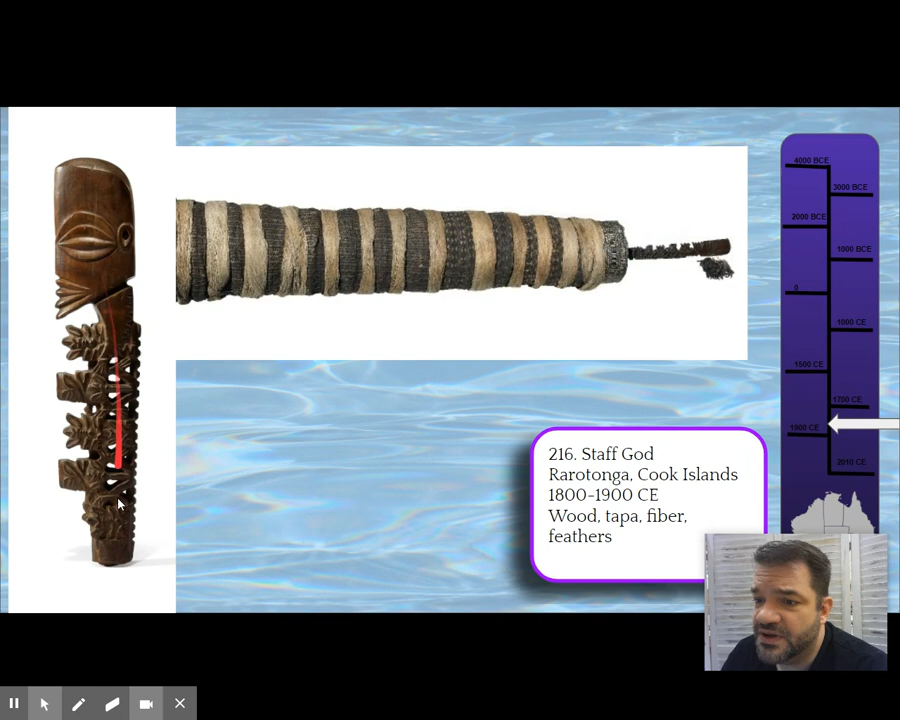 4000 BCE
3000 BCE
2000 BCE
1000 BCE
0
1000 CE
1500 CE
1750 CE
1900 CE
2010 CE
216. Staff God
Rarotonga, Cook Islands
1800-1900 CE
Wood, tapa, fiber,
feathers